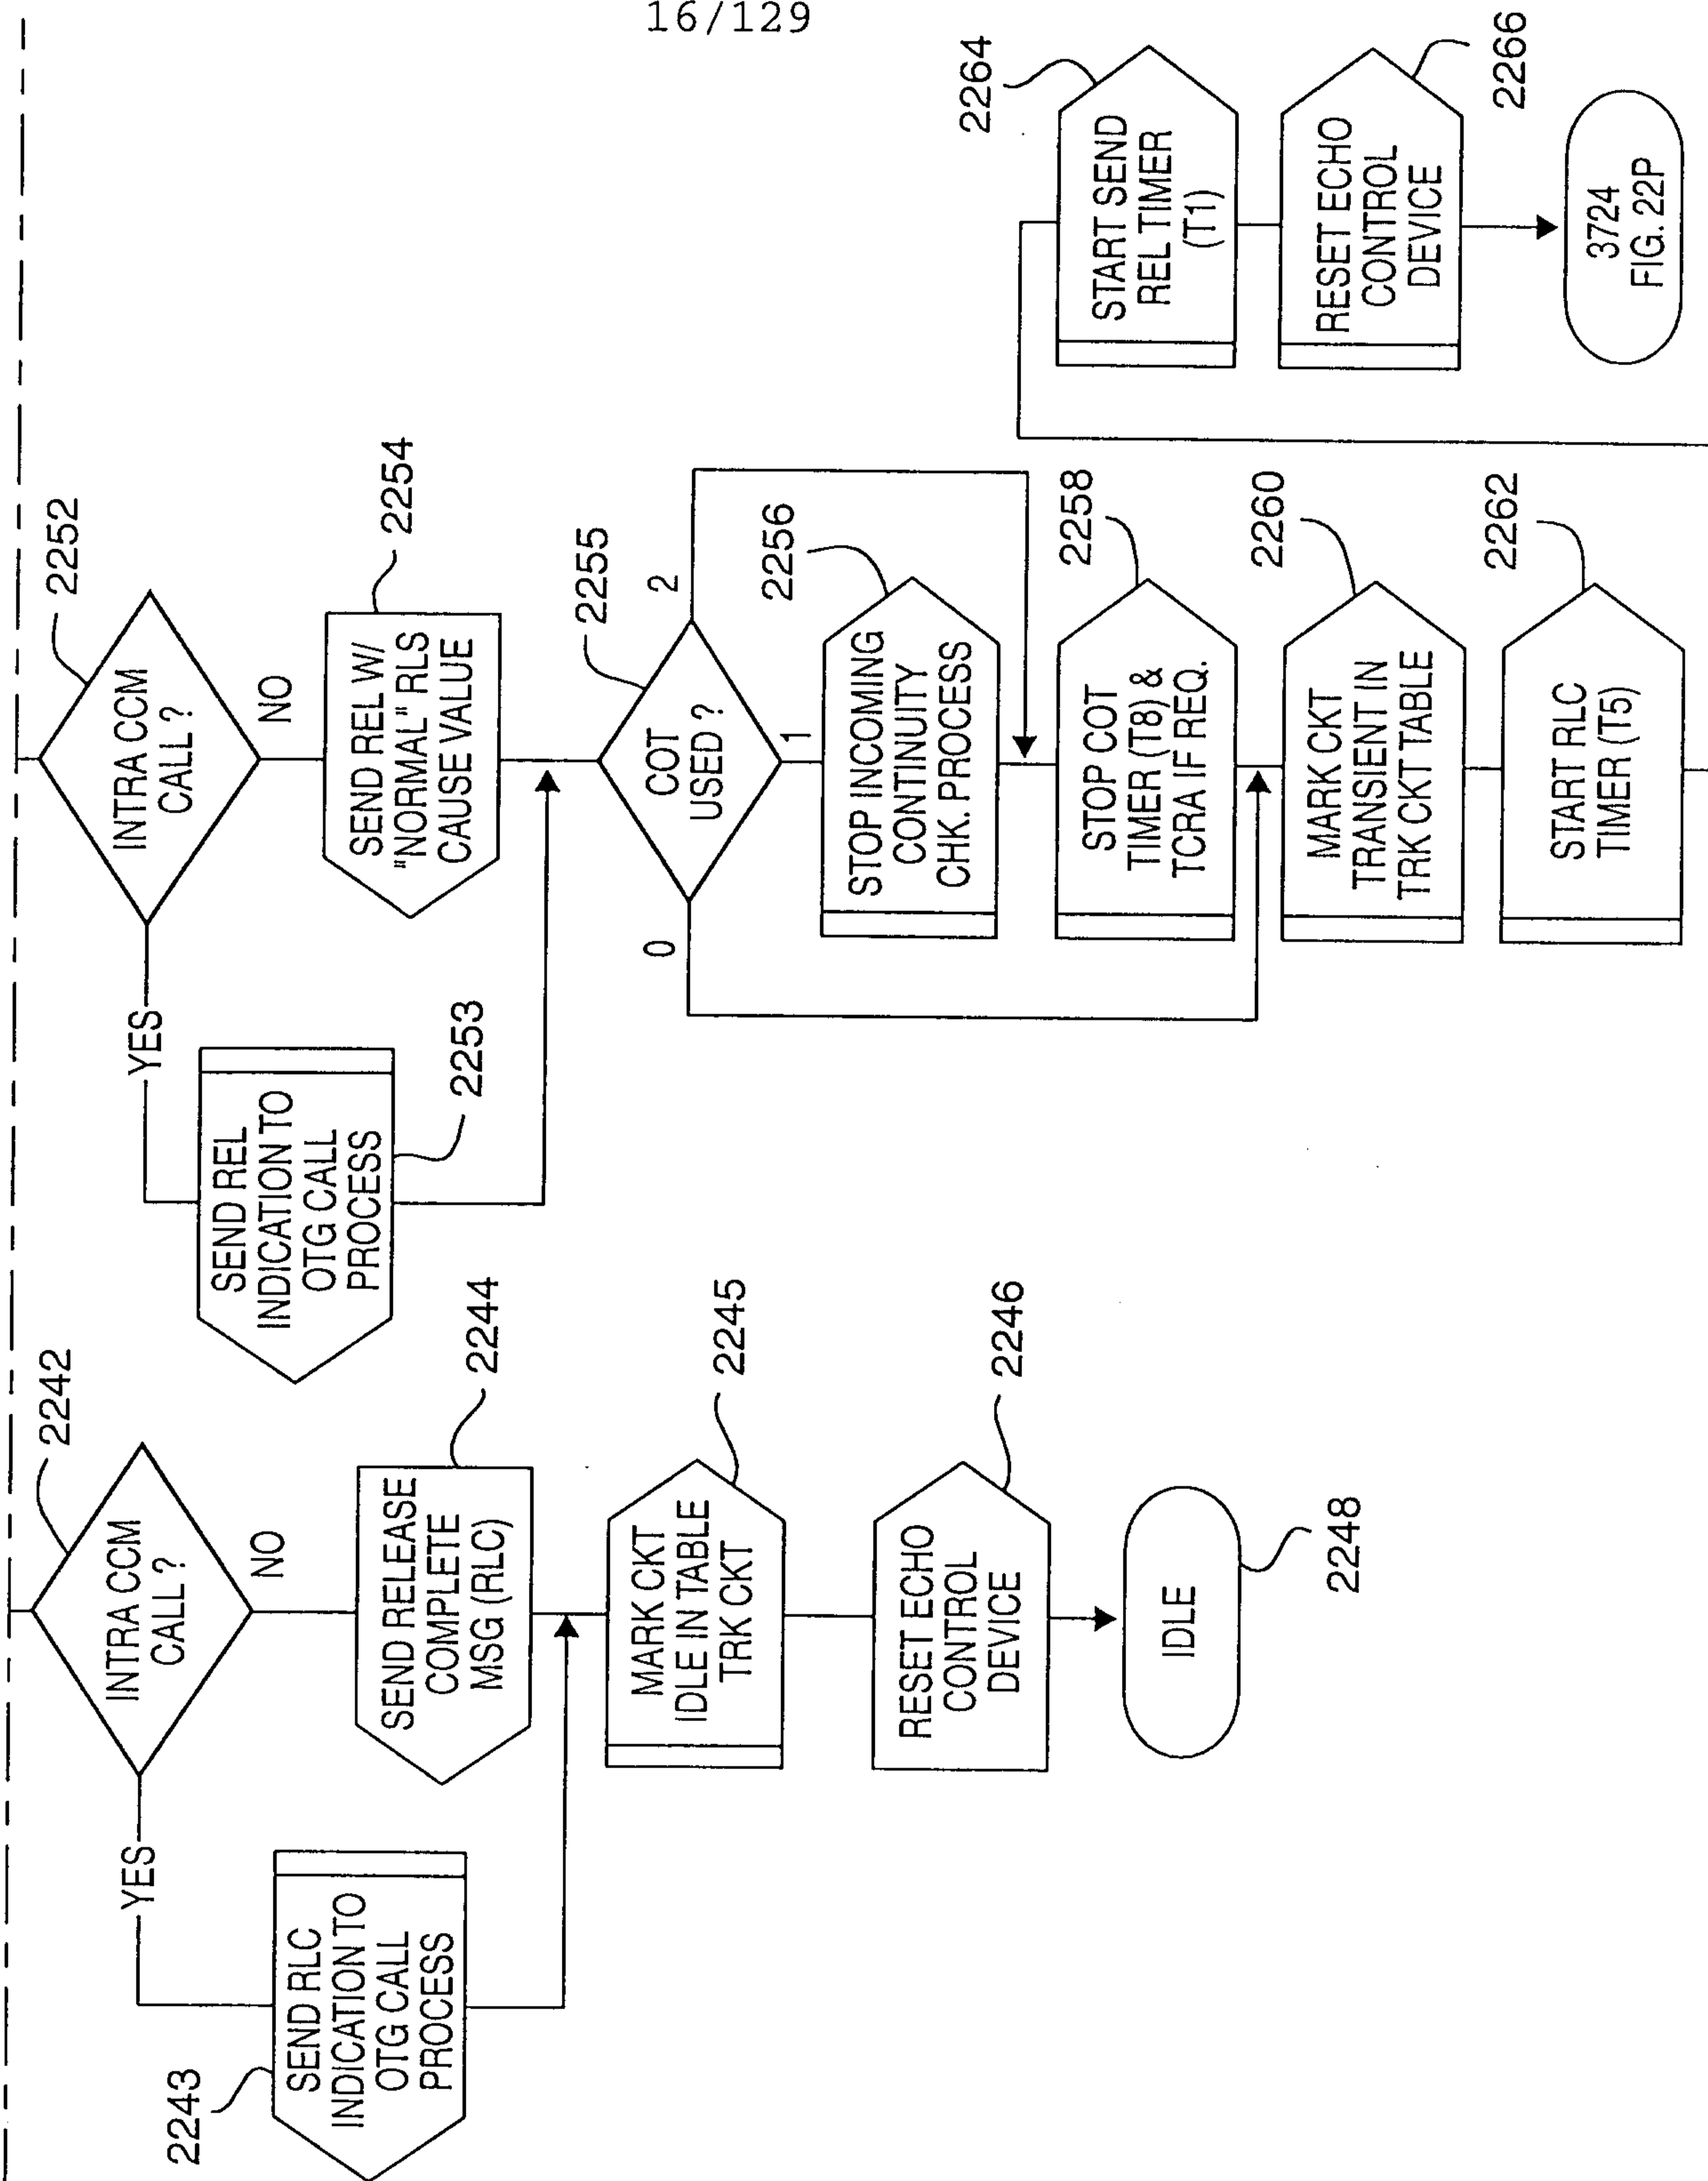 16/129
2242
INTRA CCM
CALL ?
YES
NO
2243
SEND RLC
INDICATION TO
OTG CALL
PROCESS
2244
SEND RELEASE
COMPLETE
MSG (RLC)
2245
MARK CKT
IDLE IN TABLE
TRK CKT
2246
RESET ECHO
CONTROL
DEVICE
IDLE
2248
2252
INTRA CCM
CALL ?
YES
NO
SEND REL
INDICATION TO
OTG CALL
PROCESS
2253
2254
SEND REL W/
"NORMAL" RLS
CAUSE VALUE
2255
COT
USED ?
0
1
2
2256
STOP INCOMING
CONTINUITY
CHK. PROCESS
2258
STOP COT
TIMER (T8) &
TCRA IF REQ.
2260
MARK CKT
TRANSIENT IN
TRK CKT TABLE
2262
START RLC
TIMER (T5)
2264
START SEND
REL TIMER
(T1)
RESET ECHO
CONTROL
DEVICE
2266
3724
FIG. 22P